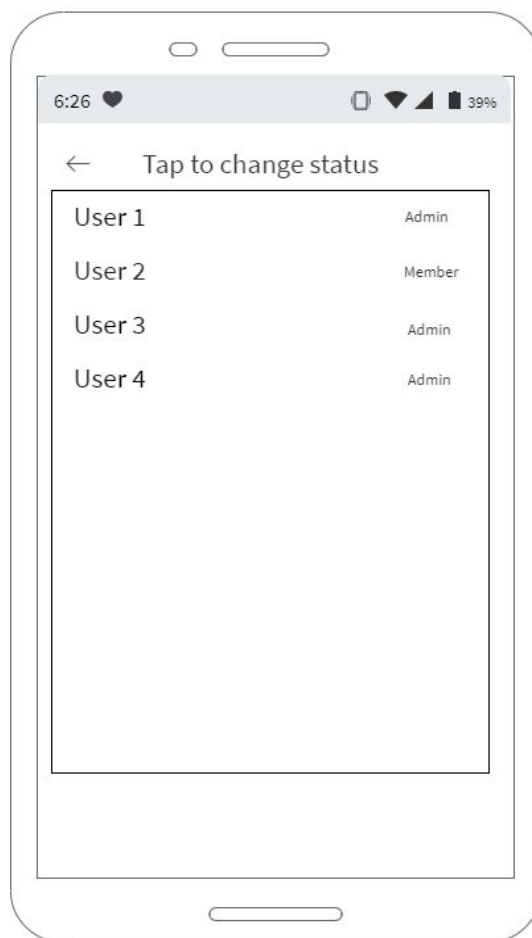 6:26 39%
Tap to change status
User 1 Admin
User 2 Member
User 3 Admin
User 4 Admin